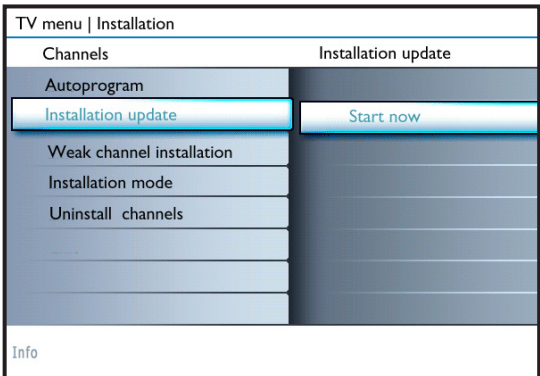 TV menu | Installation
Channels
Installation update
Autoprogram
Installation update
Start now
Weak channel installation
Installation mode
Uninstall channels
Info